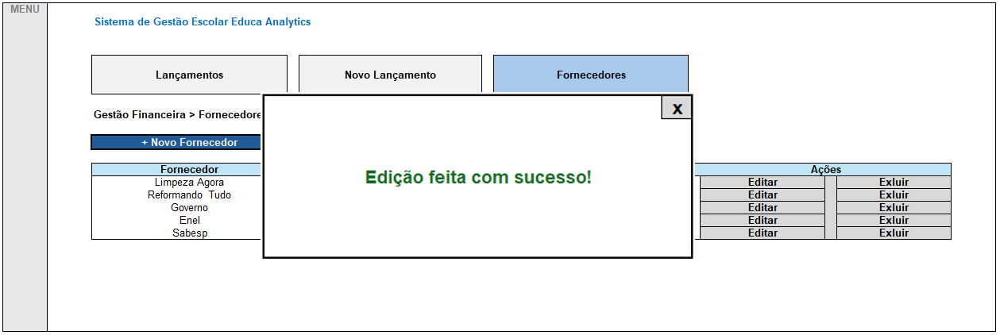 MENU
Sistema de Gestão Escolar Educa Analytics
Lançamentos
Novo Lançamento
Fornecedores
Gestão Financeira > Fornecedore
+ Novo Fornecedor
x
Edição feita com sucesso!
Fornecedor
Ações
Limpeza Agora
Editar
Exluir
Reformando Tudo
Editar
Exluir
Governo
Editar
Exluir
Enel
Editar
Exluir
Sabesp
Editar
Exluir